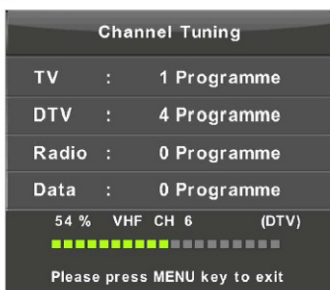 Channel Tuning
TV : 1 Programme
DTV : 4 Programme
Radio : 0 Programme
Data : 0 Programme
54 % VHF CH 6 (DTV)
Please press MENU key to exit